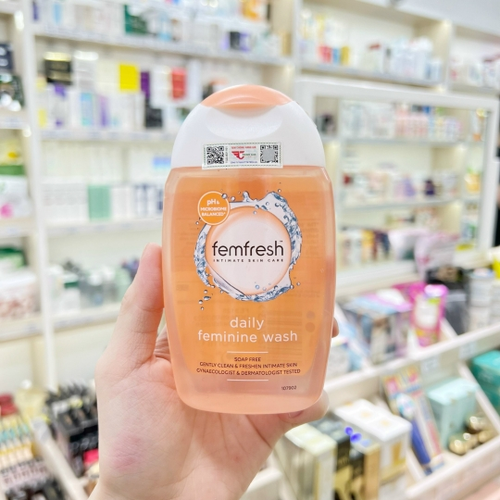 pH&
MICROBIOME
BALANCED*
femfresh
INTIMATE SKIN CARE
daily
feminine wash
SOAP FREE
GENTLY CLEAN & FRESHEN INTIMATE SKIN
GYNAECOLOGIST & DERMATOLOGIST TESTED